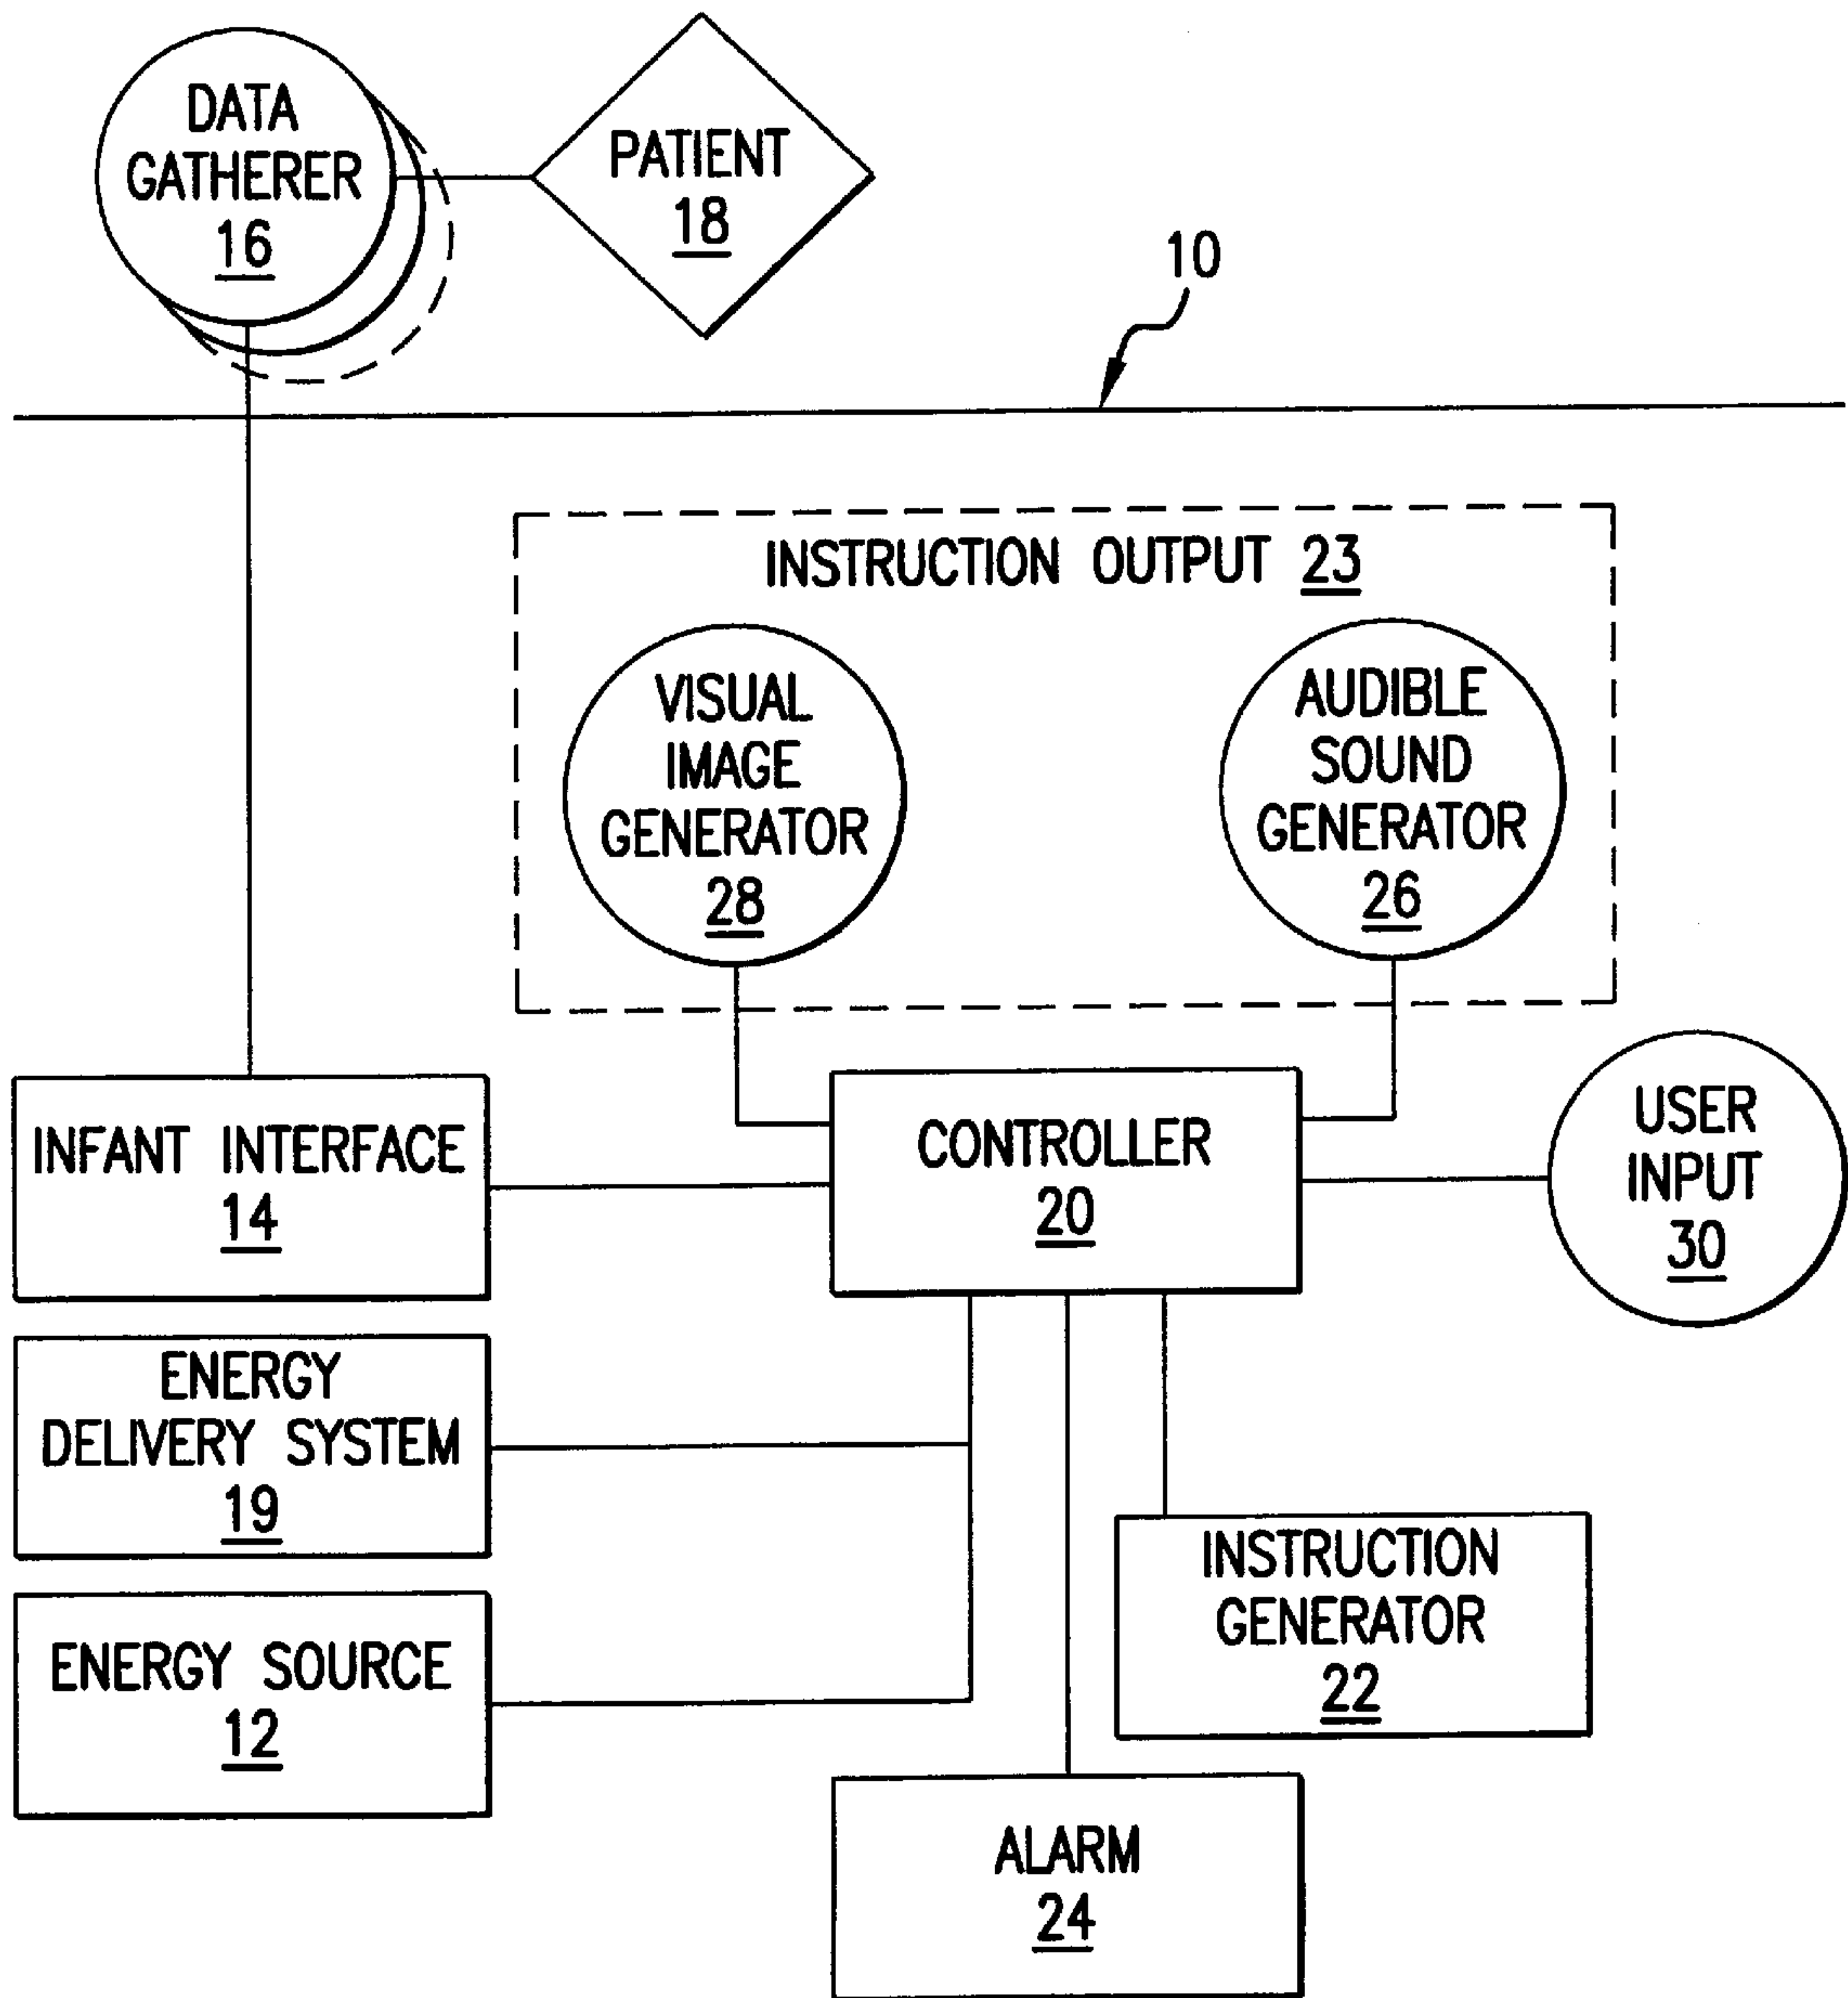 DATA
GATHERER
16
PATIENT
18
10
INSTRUCTION OUTPUT 23
VISUAL
IMAGE
GENERATOR
28
AUDIBLE
SOUND
GENERATOR
26
INFANT INTERFACE
14
CONTROLLER
20
USER
INPUT
30
ENERGY
DELIVERY SYSTEM
19
INSTRUCTION
GENERATOR
22
ENERGY SOURCE
12
ALARM
24